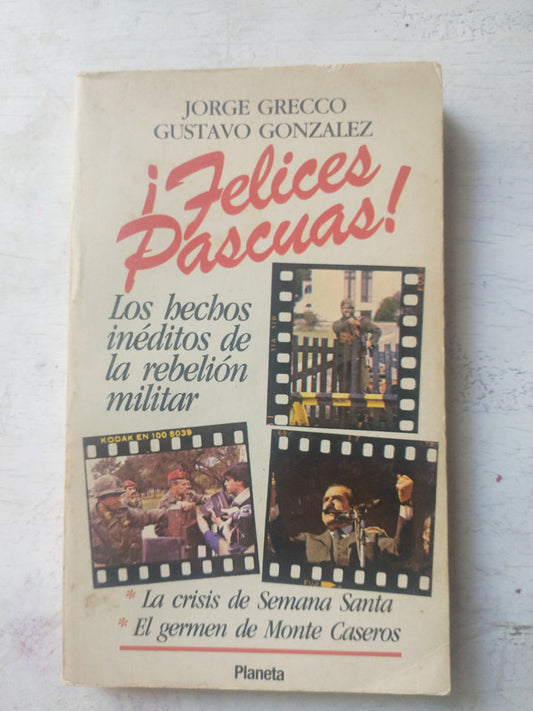 JORGE GRECCO
GUSTAVO GONZALEZ
¡Felices
Pascuas!
Los hechos
inéditos de
la rebelión
militar
KODAK EN 100 5039
* La crisis de Semana Santa
* El germen de Monte Caseros
Planeta